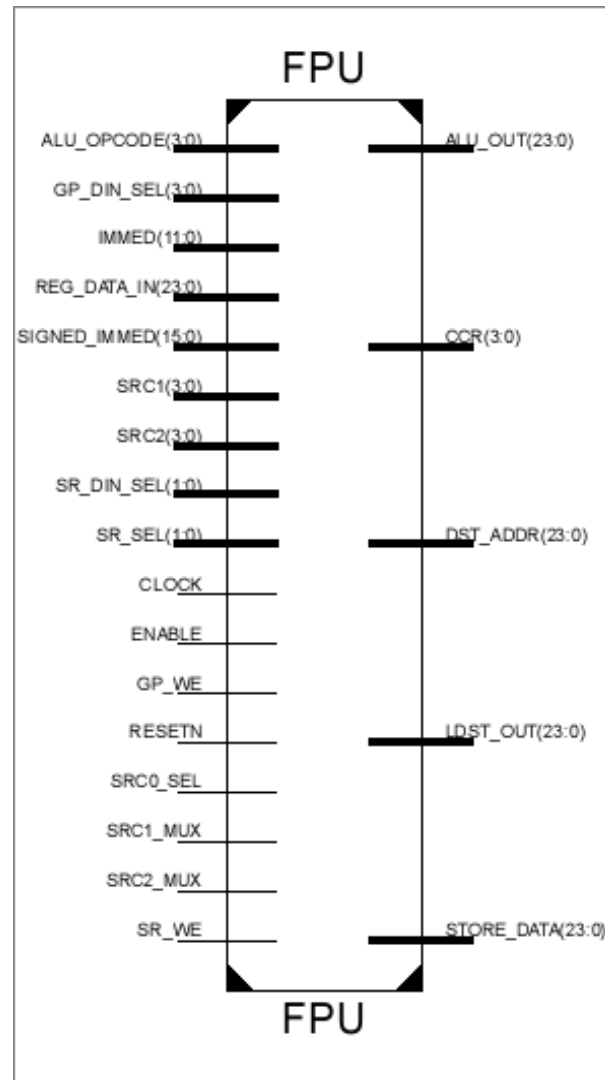 FPU
ALU_OPCODE(3:0)
ALU_OUT(23:0)
GP_DIN_SEL(3:0)
IMMED(11:0)
REG_DATA_IN(23:0)
SIGNED_IMMED(15:0)
CCR(3:0)
SRC1(3:0)
SRC2(3:0)
SR_DIN_SEL(1:0)
SR_SEL(1:0)
DST_ADDR(23:0)
CLOCK
ENABLE
GP_WE
RESETN
LDST_OUT(23:0)
SRC0_SEL
SRC1_MUX
SRC2_MUX
SR_WE
STORE_DATA(23:0)
FPU